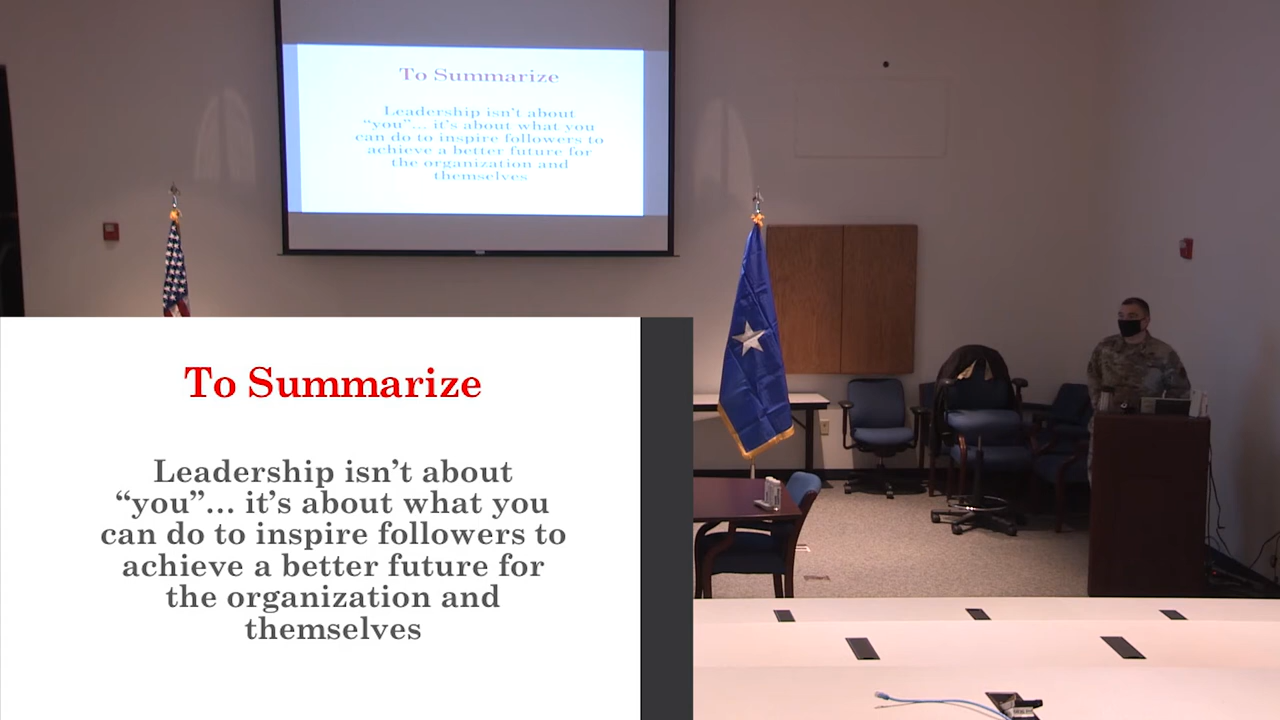 To Summarize
Leadership isn't about
“you”... it's about what you
can do to inspire followers to
achieve a better future for
the organization and
themselves
To Summarize
Leadership isn't about
“you”... it's about what you
can do to inspire followers to
achieve a better future for
the organization and
themselves